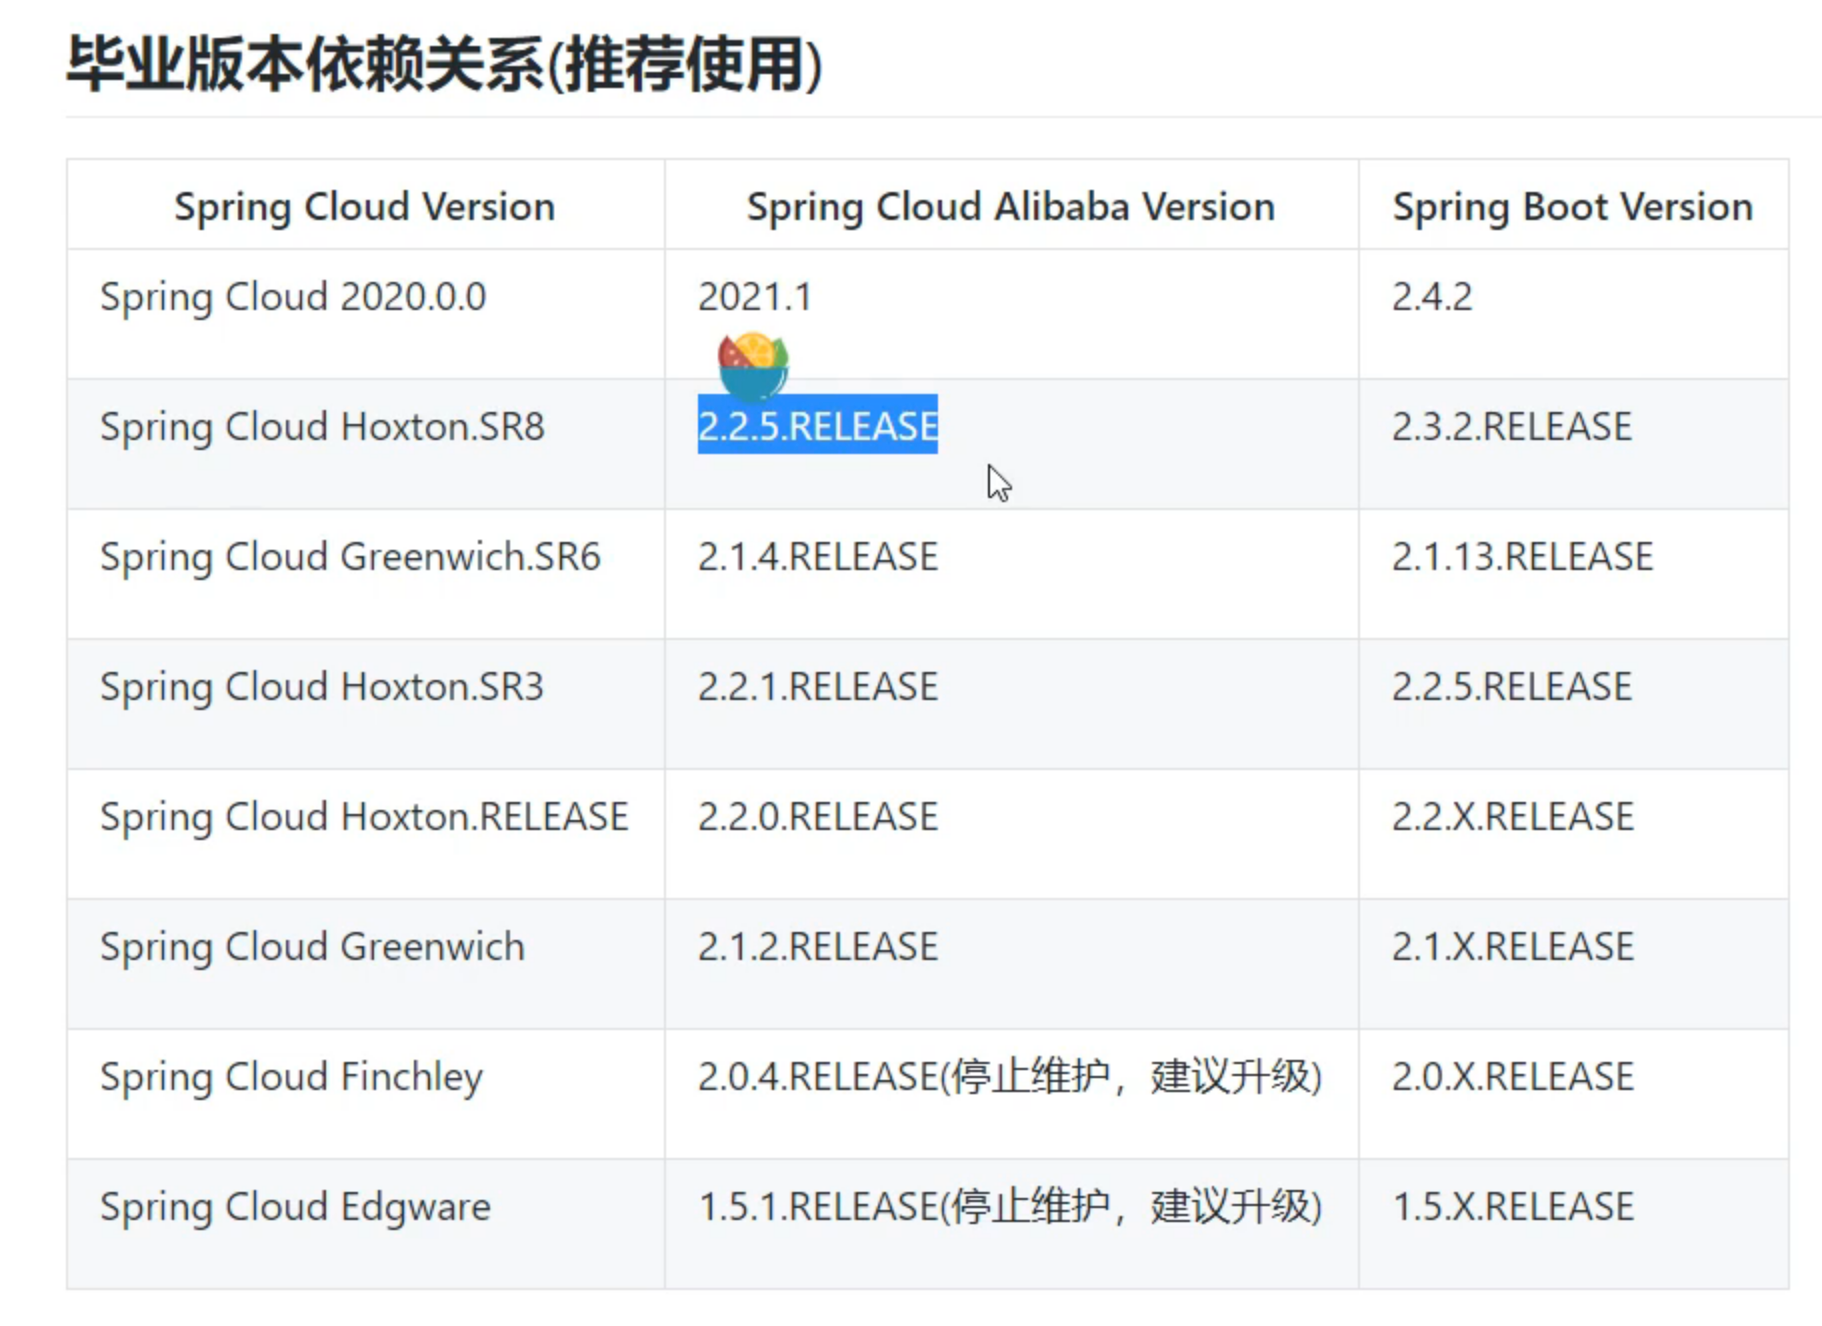 毕业版本依赖关系(推荐使用)
Spring Cloud Version Spring Cloud Alibaba Version Spring Boot Version
Spring Cloud 2020.0.0 2021.1 2.4.2
Spring Cloud Hoxton.SR8 2.2.5.RELEASE 2.3.2.RELEASE
Spring Cloud Greenwich.SR6 2.1.4.RELEASE 2.1.13.RELEASE
Spring Cloud Hoxton.SR3 2.2.1.RELEASE 2.2.5.RELEASE
Spring Cloud Hoxton.RELEASE 2.2.0.RELEASE 2.2.X.RELEASE
Spring Cloud Greenwich 2.1.2.RELEASE 2.1.X.RELEASE
Spring Cloud Finchley 2.0.4.RELEASE(停止维护，建议升级) 2.0.X.RELEASE
Spring Cloud Edgware 1.5.1.RELEASE(停止维护，建议升级) 1.5.X.RELEASE